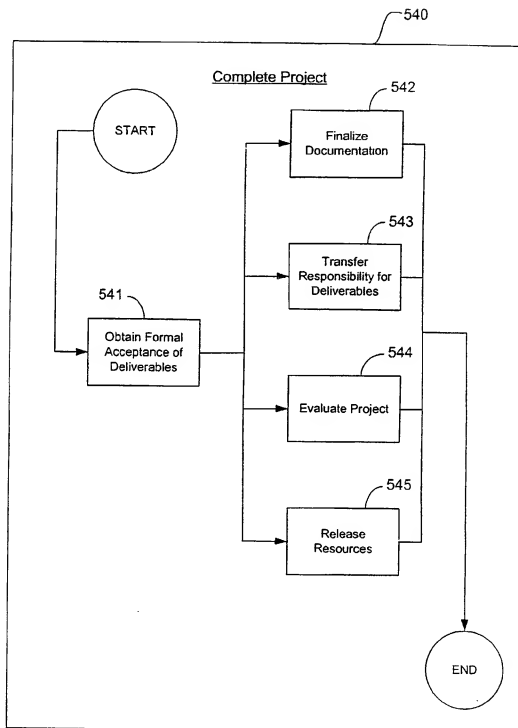 540
Complete Project
START
542
Finalize
Documentation
543
Transfer
Responsibility for
Deliverables
541
Obtain Formal
Acceptance of
Deliverables
544
Evaluate Project
545
Release
Resources
END